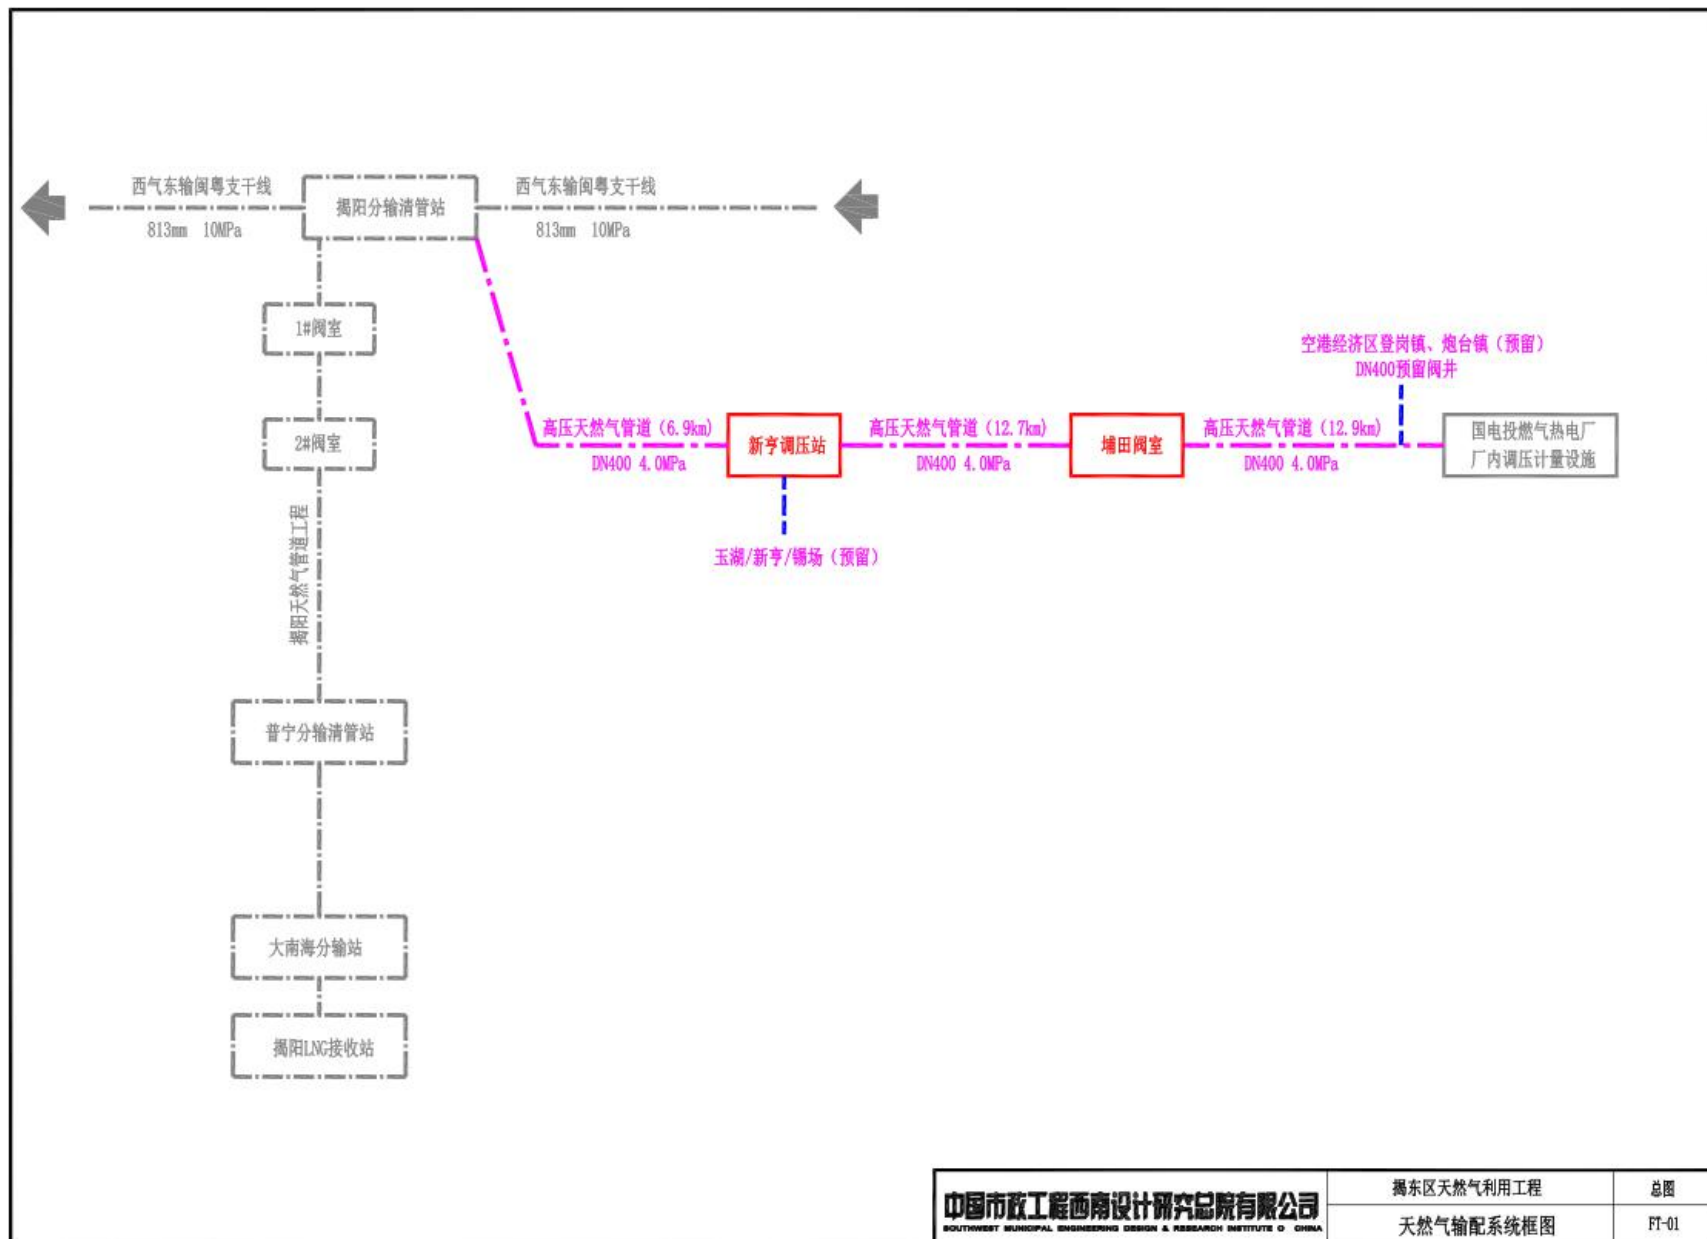 西气东输闽粤支干线
813mm 10MPa
揭阳分输清管站
西气东输闽粤支干线
813mm 10MPa
1#阀室
2#阀室
揭阳天然气管道工程
普宁分输清管站
大南海分输站
揭阳LNG接收站
高压天然气管道（6.9km)
DN400 4.0MPa
新亨调压站
玉湖/新亨/锡场（预留）
高压天然气管道（12.7km)
DN400 4.0MPa
埔田阀室
高压天然气管道（12.9km)
DN400 4.0MPa
空港经济区登岗镇、炮台镇（预留）
DN400预留阀井
国电投燃气热电厂
厂内调压计量设施
中国市政工程西南设计研究总院有限公司
SOUTHWEST MUNICIPAL ENGINEERING DESIGN & RESEARCH INSTITUTE O CHINA
揭东区天然气利用工程
总图
天然气输配系统框图
FT-01